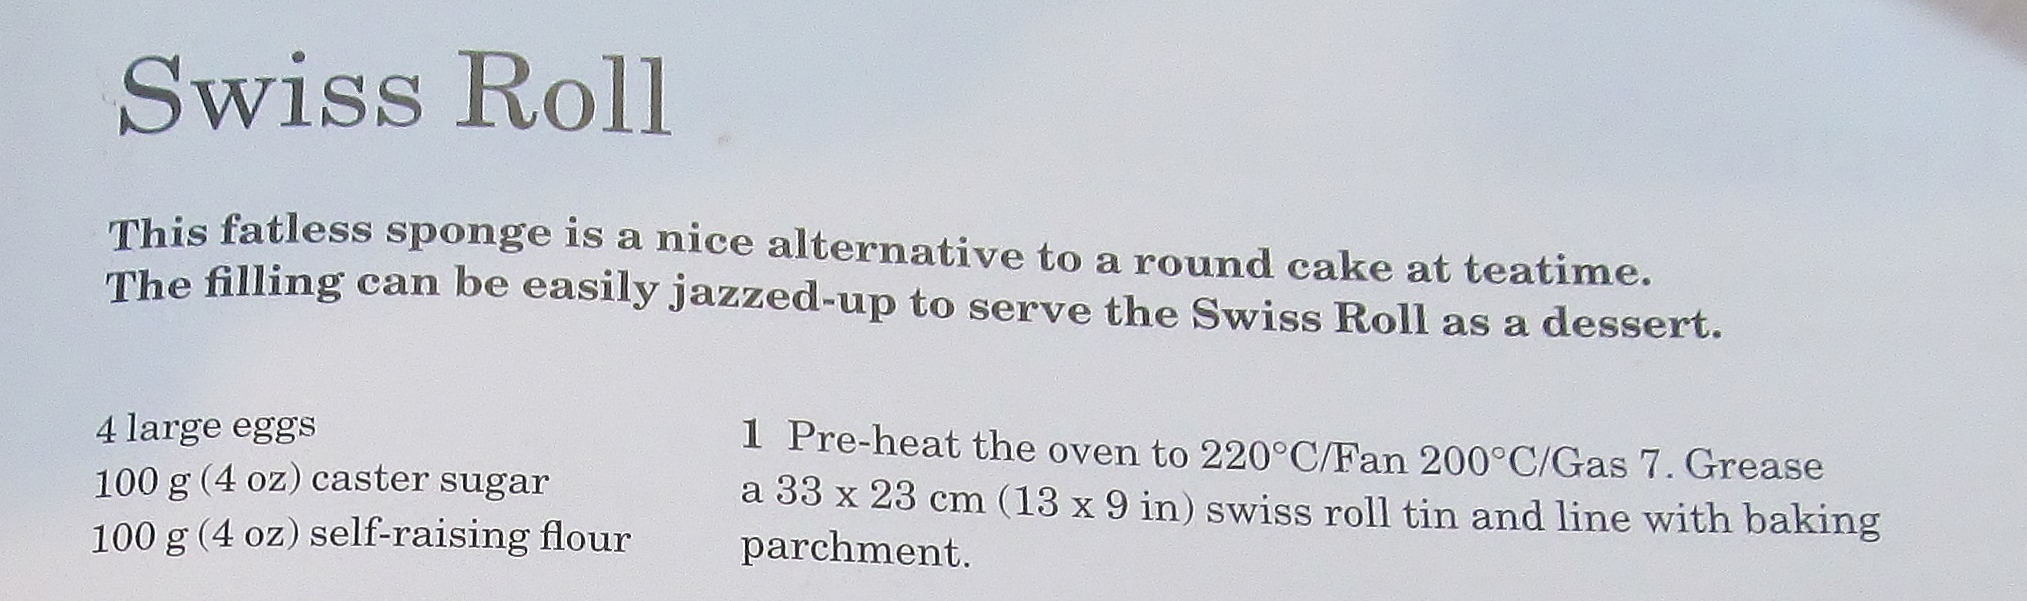 Swiss Roll
This fatless sponge is a nice alternative to a round cake at teatime.
The filling can be easily jazzed-up to serve the Swiss Roll as a dessert.
4 large eggs
100 g (4 oz) caster sugar
100 g (4 oz) self-raising flour
1 Pre-heat the oven to 220°C/Fan 200°C/Gas 7. Grease
a 33 x 23 cm (13 x 9 in) swiss roll tin and line with baking
parchment.